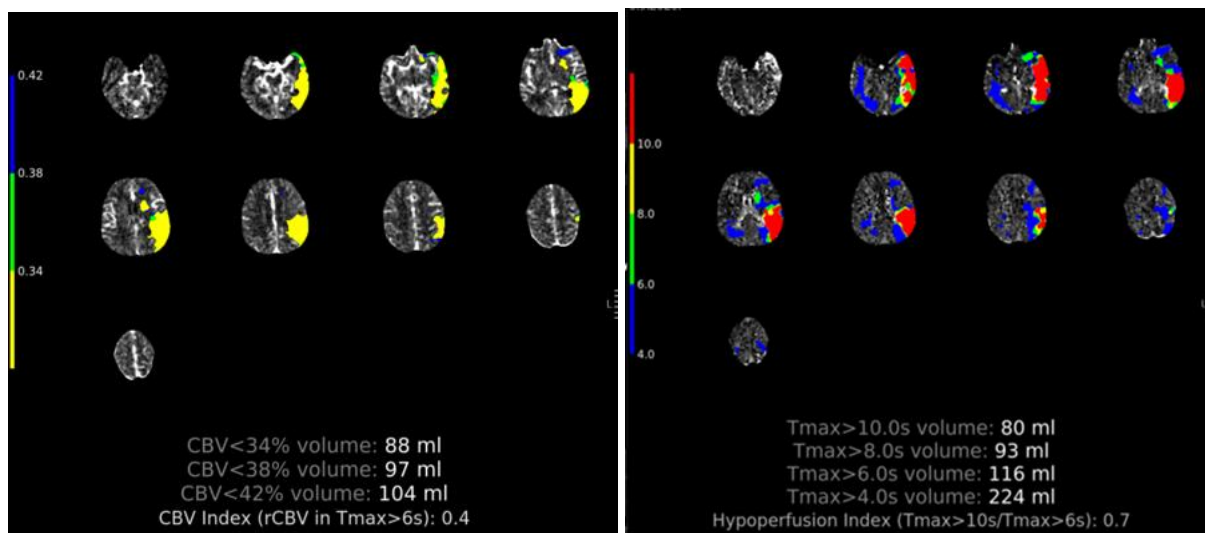 0.42
0.38
0.34
CBV<34% volume: 88 ml
CBV<38% volume: 97 ml
CBV<42% volume: 104 ml
CBV Index (rCBV in Tmax>6s): 0.4
10.0
8.0
6.0
4.0
Tmax>10.0s volume: 80 ml
Tmax>8.0s volume: 93 ml
Tmax>6.0s volume: 116 ml
Tmax>4.0s volume: 224 ml
Hypoperfusion Index (Tmax>10s/Tmax>6s): 0.7